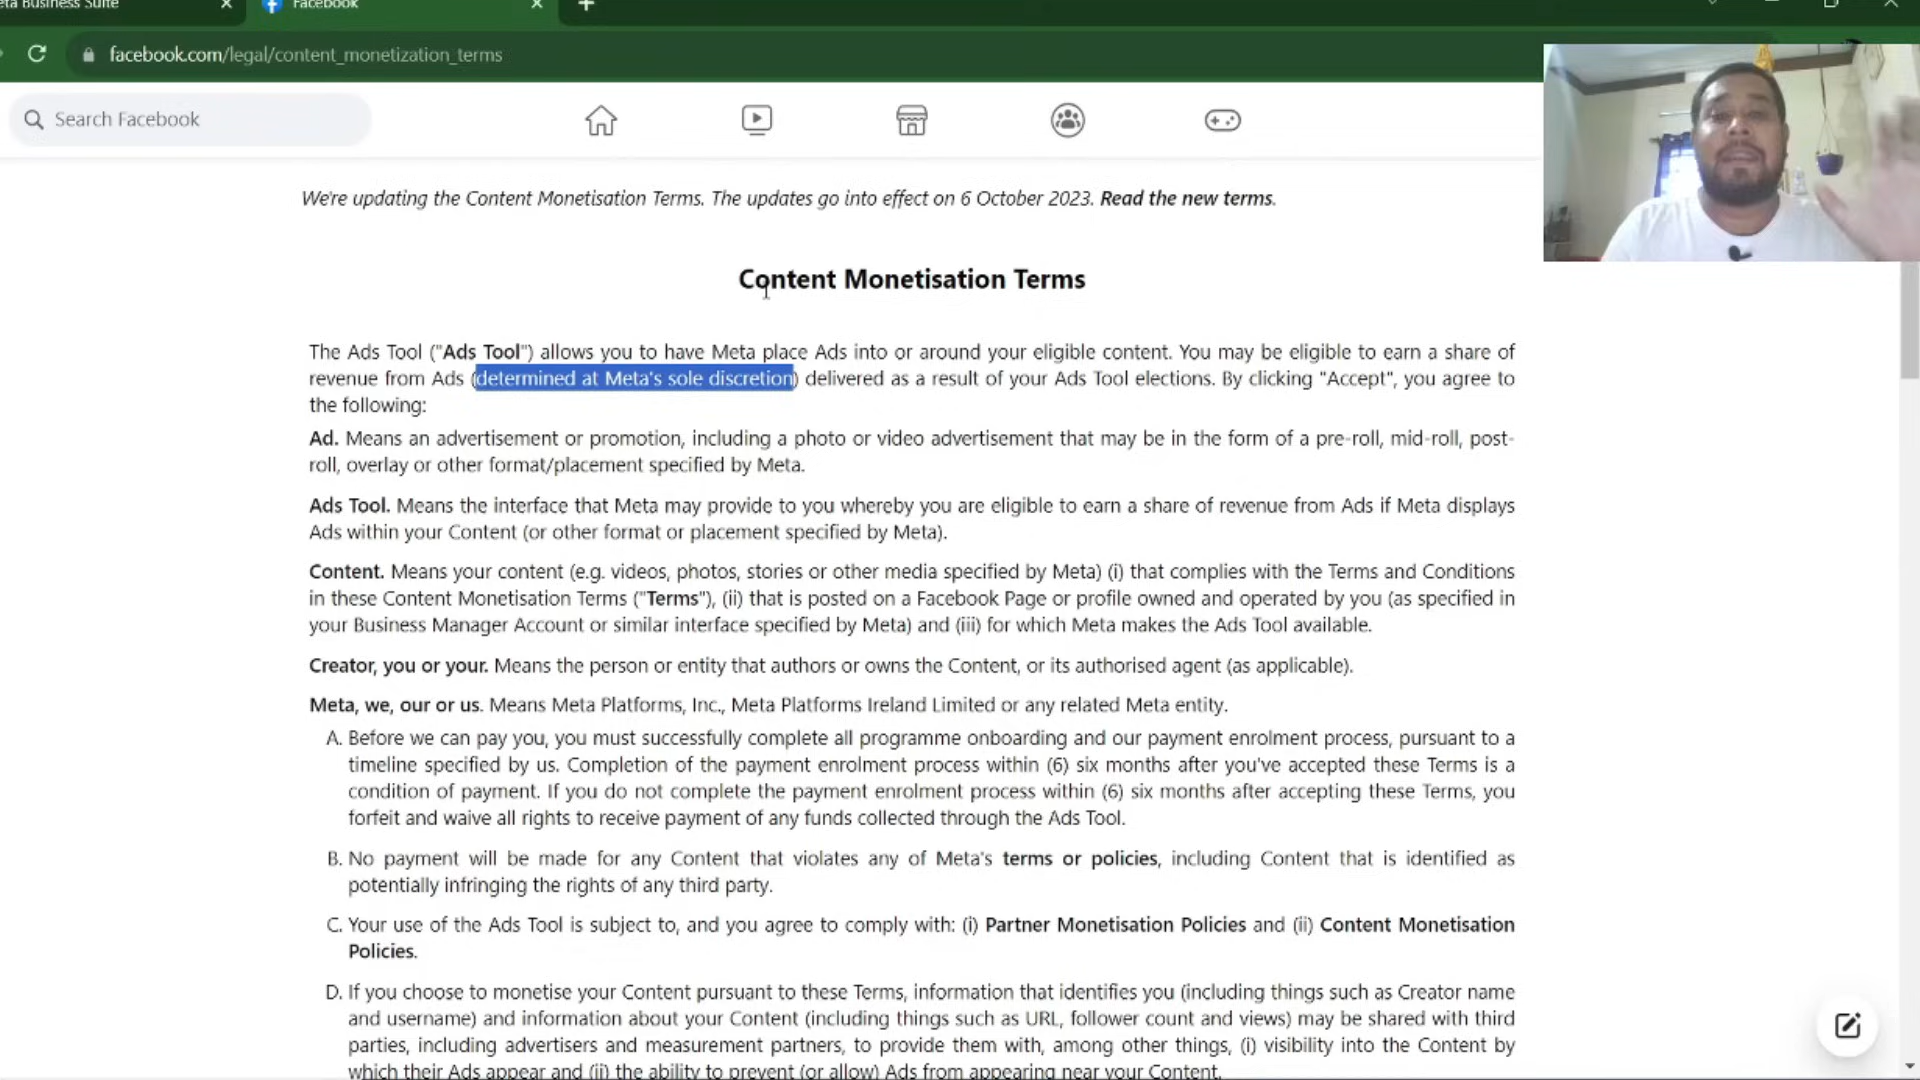 eta Business Suite
Facebook
facebook.com/legal/content_monetization_terms
Search Facebook
We're updating the Content Monetisation Terms. The updates go into effect on 6 October 2023. Read the new terms.
Content Monetisation Terms
The Ads Tool ("Ads Tool") allows you to have Meta place Ads into or around your eligible content. You may be eligible to earn a share of
revenue from Ads (determined at Meta's sole discretion) delivered as a result of your Ads Tool elections. By clicking "Accept", you agree to
the following:
Ad. Means an advertisement or promotion, including a photo or video advertisement that may be in the form of a pre-roll, mid-roll, post-
roll, overlay or other format/placement specified by Meta.
Ads Tool. Means the interface that Meta may provide to you whereby you are eligible to earn a share of revenue from Ads if Meta displays
Ads within your Content (or other format or placement specified by Meta).
Content. Means your content (e.g. videos, photos, stories or other media specified by Meta) (i) that complies with the Terms and Conditions
in these Content Monetisation Terms ("Terms"), (ii) that is posted on a Facebook Page or profile owned and operated by you (as specified in
your Business Manager Account or similar interface specified by Meta) and (iii) for which Meta makes the Ads Tool available.
Creator, you or your. Means the person or entity that authors or owns the Content, or its authorised agent (as applicable).
Meta, we, our or us. Means Meta Platforms, Inc., Meta Platforms Ireland Limited or any related Meta entity.
A. Before we can pay you, you must successfully complete all programme onboarding and our payment enrolment process, pursuant to a
timeline specified by us. Completion of the payment enrolment process within (6) six months after you've accepted these Terms is a
condition of payment. If you do not complete the payment enrolment process within (6) six months after accepting these Terms, you
forfeit and waive all rights to receive payment of any funds collected through the Ads Tool.
B. No payment will be made for any Content that violates any of Meta's terms or policies, including Content that is identified as
potentially infringing the rights of any third party.
C. Your use of the Ads Tool is subject to, and you agree to comply with: (i) Partner Monetisation Policies and (ii) Content Monetisation
Policies.
D. If you choose to monetise your Content pursuant to these Terms, information that identifies you (including things such as Creator name
and username) and information about your Content (including things such as URL, follower count and views) may be shared with third
parties, including advertisers and measurement partners, to provide them with, among other things, (i) visibility into the Content by
which their Ads appear and (ii) the ability to prevent (or allow) Ads from appearing near your Content.